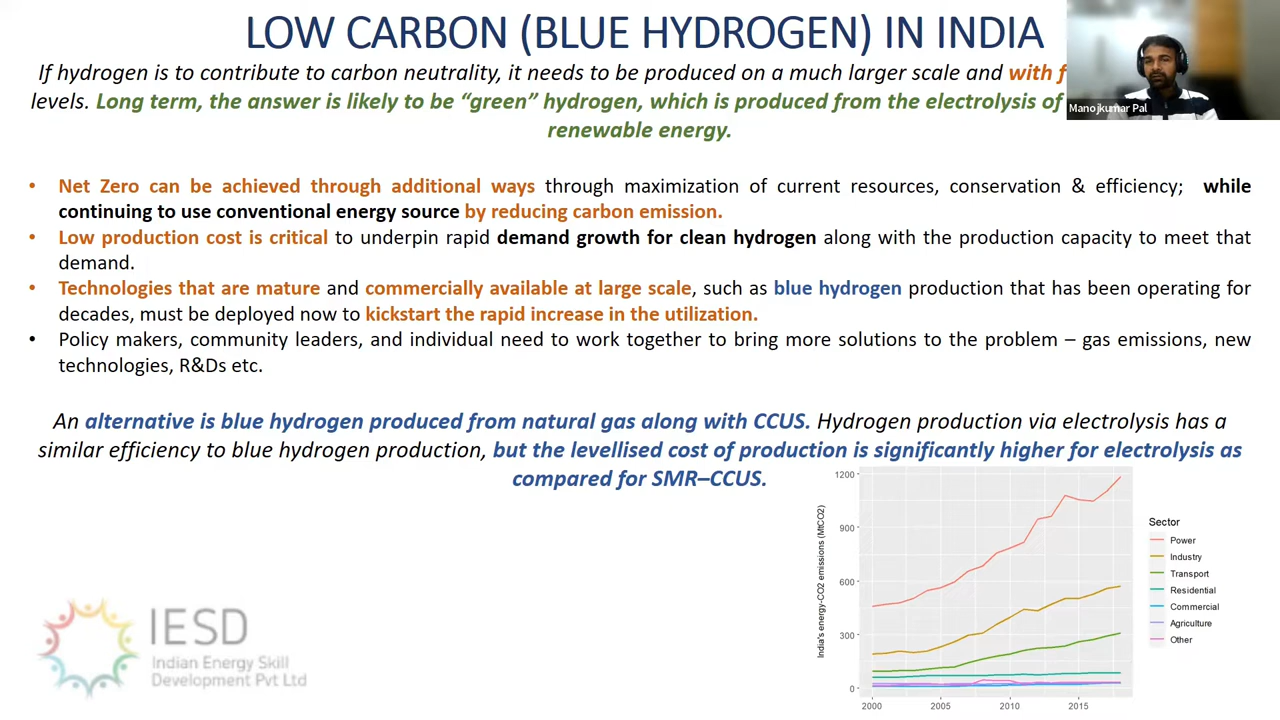 LOW CARBON (BLUE HYDROGEN) IN INDIA
If hydrogen is to contribute to carbon neutrality, it needs to be produced on a much larger scale and with
levels. Long term, the answer is likely to be “green” hydrogen, which is produced from the electrolysis of
renewable energy.
Manojkumar Pal
• Net Zero can be achieved through additional ways through maximization of current resources, conservation & efficiency; while
continuing to use conventional energy source by reducing carbon emission.
• Low production cost is critical to underpin rapid demand growth for clean hydrogen along with the production capacity to meet that
demand.
• Technologies that are mature and commercially available at large scale, such as blue hydrogen production that has been operating for
decades, must be deployed now to kickstart the rapid increase in the utilization.
• Policy makers, community leaders, and individual need to work together to bring more solutions to the problem – gas emissions, new
technologies, R&Ds etc.
An alternative is blue hydrogen produced from natural gas along with CCUS. Hydrogen production via electrolysis has a
similar efficiency to blue hydrogen production, but the levellised cost of production is significantly higher for electrolysis as
compared for SMR–CCUS.
India's energy-CO2 emissions (MtCO2)
1200
900
600
300
0
2000 2005 2010 2015
Sector
Power
Industry
Transport
Residential
Commercial
Agriculture
Other
IESD
Indian Energy Skill
Development Pvt Ltd